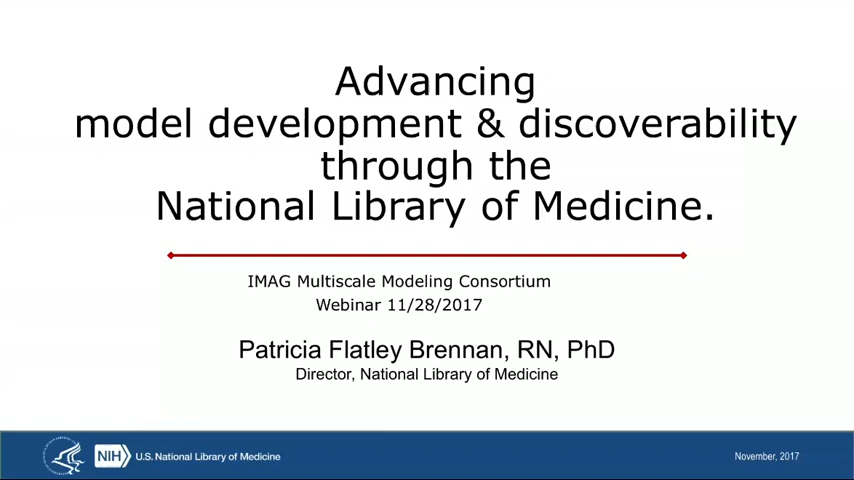 Advancing
model development & discoverability
through the
National Library of Medicine.
IMAG Multiscale Modeling Consortium
Webinar 11/28/2017
Patricia Flatley Brennan, RN, PhD
Director, National Library of Medicine
NIH U.S. National Library of Medicine
November, 2017